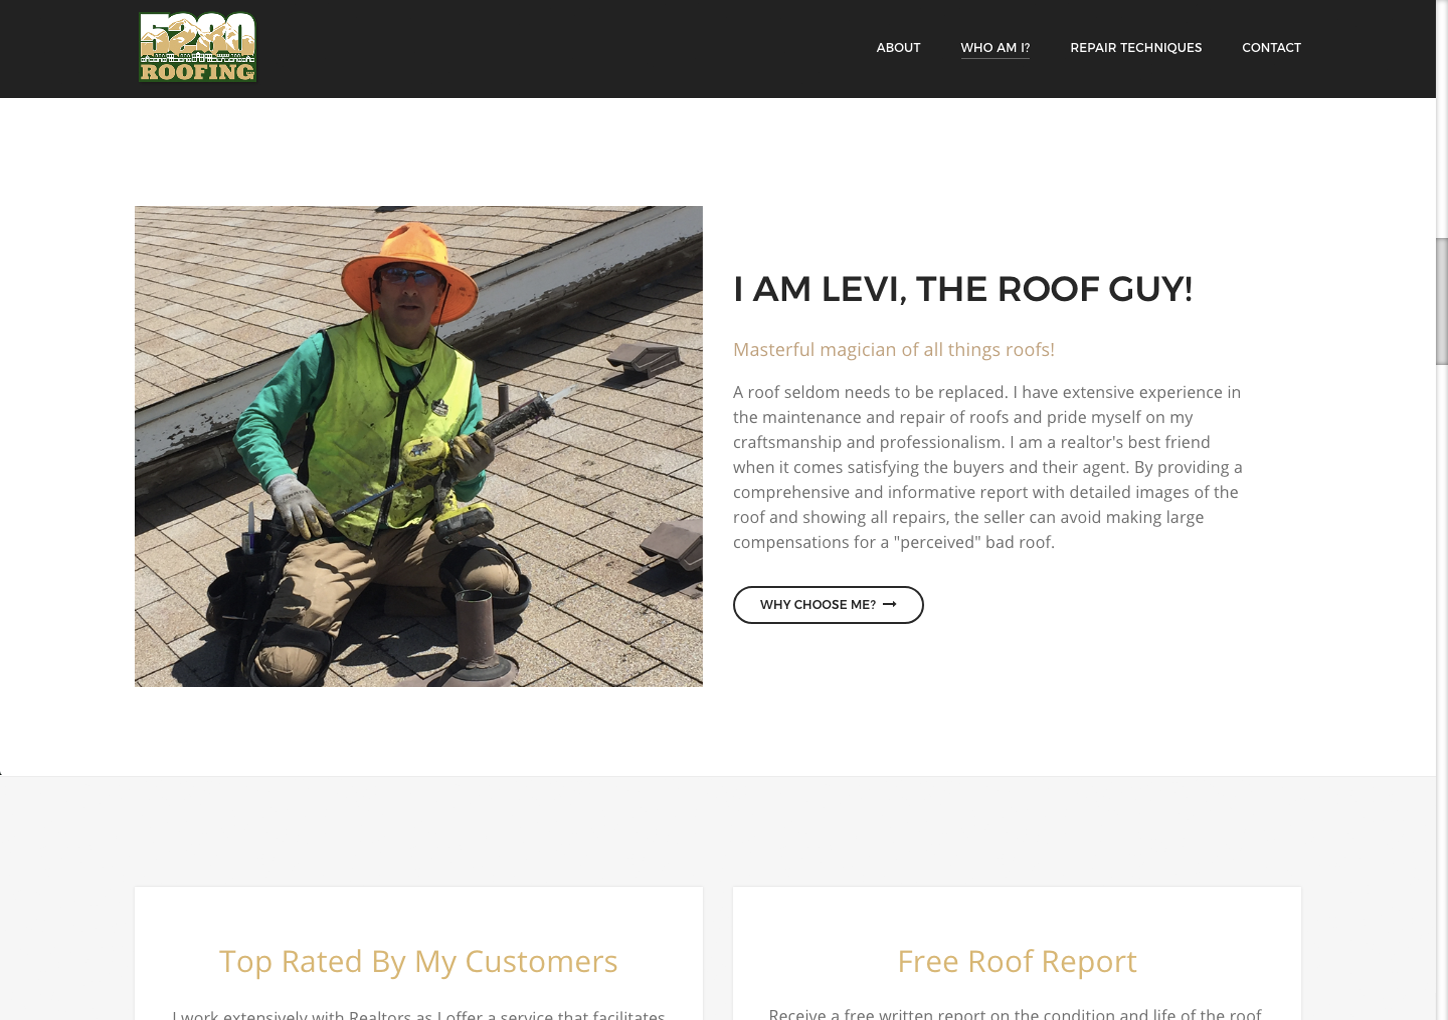 5280
ROOFING
ABOUT
WHO AM I?
REPAIR TECHNIQUES
CONTACT
I AM LEVI, THE ROOF GUY!
Masterful magician of all things roofs!
A roof seldom needs to be replaced. I have extensive experience in
the maintenance and repair of roofs and pride myself on my
craftsmanship and professionalism. I am a realtor's best friend
when it comes satisfying the buyers and their agent. By providing a
comprehensive and informative report with detailed images of the
roof and showing all repairs, the seller can avoid making large
compensations for a "perceived" bad roof.
WHY CHOOSE ME?
Top Rated By My Customers
I work extensively with Realtors as I offer a service that facilitates
Free Roof Report
Receive a free written report on the condition and life of the roof